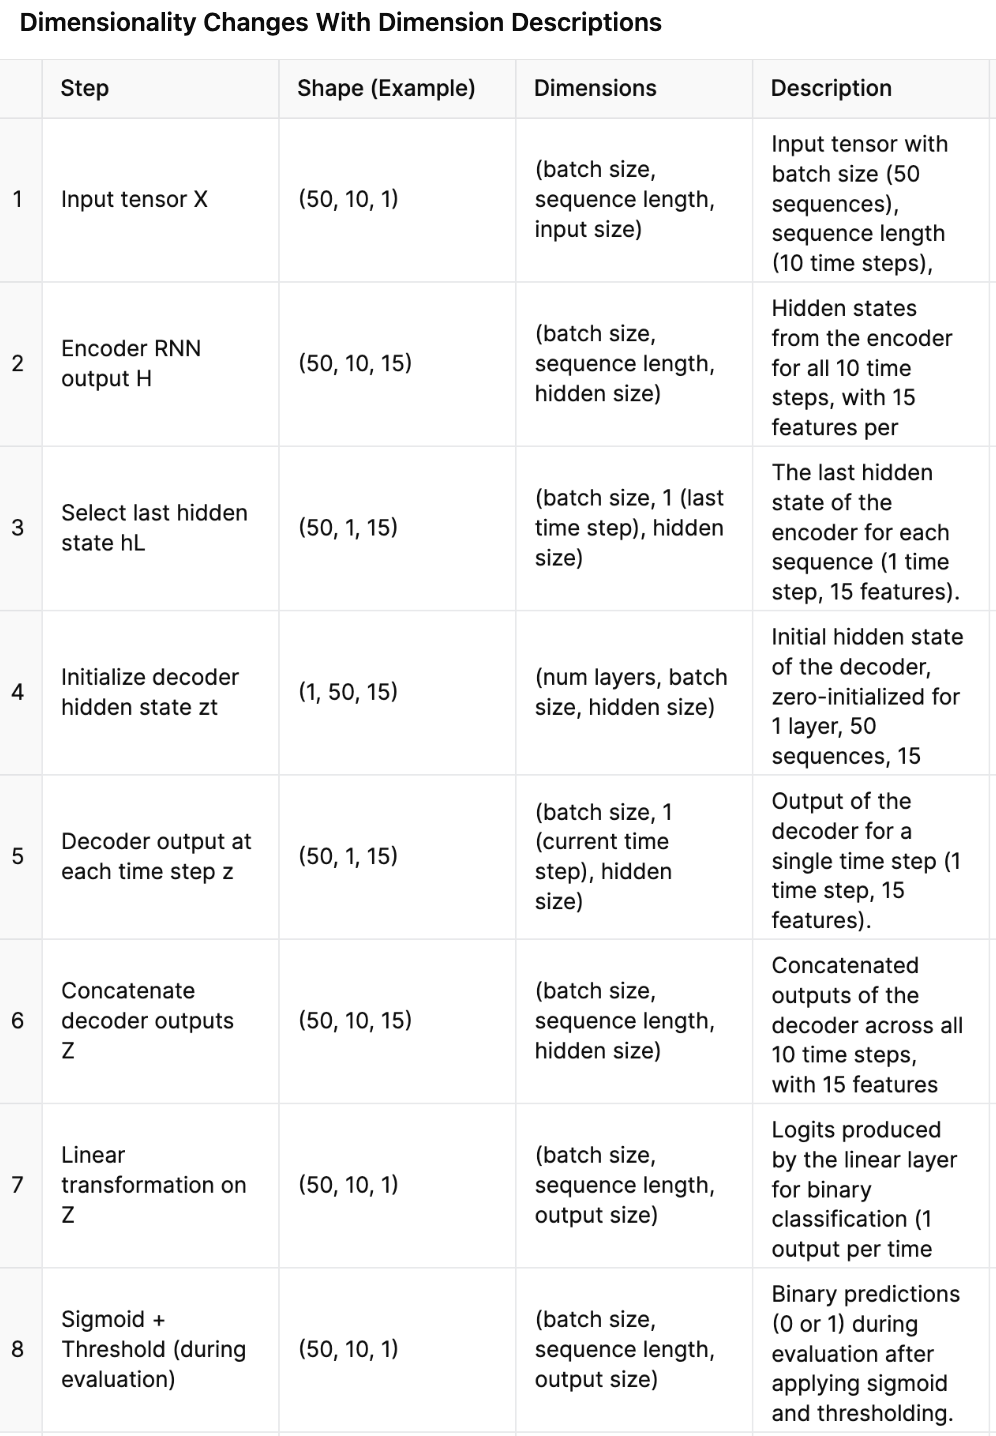 Dimensionality Changes With Dimension Descriptions
Step
Shape (Example)
Dimensions
Description
1
Input tensor X
(50, 10, 1)
(batch size,
sequence length,
input size)
Input tensor with
batch size (50
sequences),
sequence length
(10 time steps),
2
Encoder RNN
output H
(50, 10, 15)
(batch size,
sequence length,
hidden size)
Hidden states
from the encoder
for all 10 time
steps, with 15
features per
3
Select last hidden
state hL
(50, 1, 15)
(batch size, 1 (last
time step), hidden
size)
The last hidden
state of the
encoder for each
sequence (1 time
step, 15 features).
4
Initialize decoder
hidden state zt
(1, 50, 15)
(num layers, batch
size, hidden size)
Initial hidden state
of the decoder,
zero-initialized for
1 layer, 50
sequences, 15
5
Decoder output at
each time step z
(50, 1, 15)
(batch size, 1
(current time
step), hidden
size)
Output of the
decoder for a
single time step (1
time step, 15
features).
6
Concatenate
decoder outputs
Z
(50, 10, 15)
(batch size,
sequence length,
hidden size)
Concatenated
outputs of the
decoder across all
10 time steps,
with 15 features
7
Linear
transformation on
Z
(50, 10, 1)
(batch size,
sequence length,
output size)
Logits produced
by the linear layer
for binary
classification (1
output per time
8
Sigmoid +
Threshold (during
evaluation)
(50, 10, 1)
(batch size,
sequence length,
output size)
Binary predictions
(0 or 1) during
evaluation after
applying sigmoid
and thresholding.